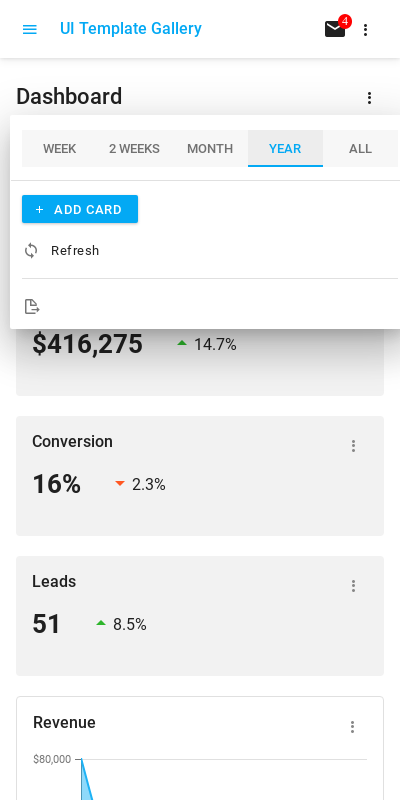 UI Template Gallery
4
Dashboard
WEEK 2 WEEKS MONTH YEAR ALL
+ ADD CARD
Refresh
$416,275 14.7%
Conversion
16% 2.3%
Leads
51 8.5%
Revenue
$80,000